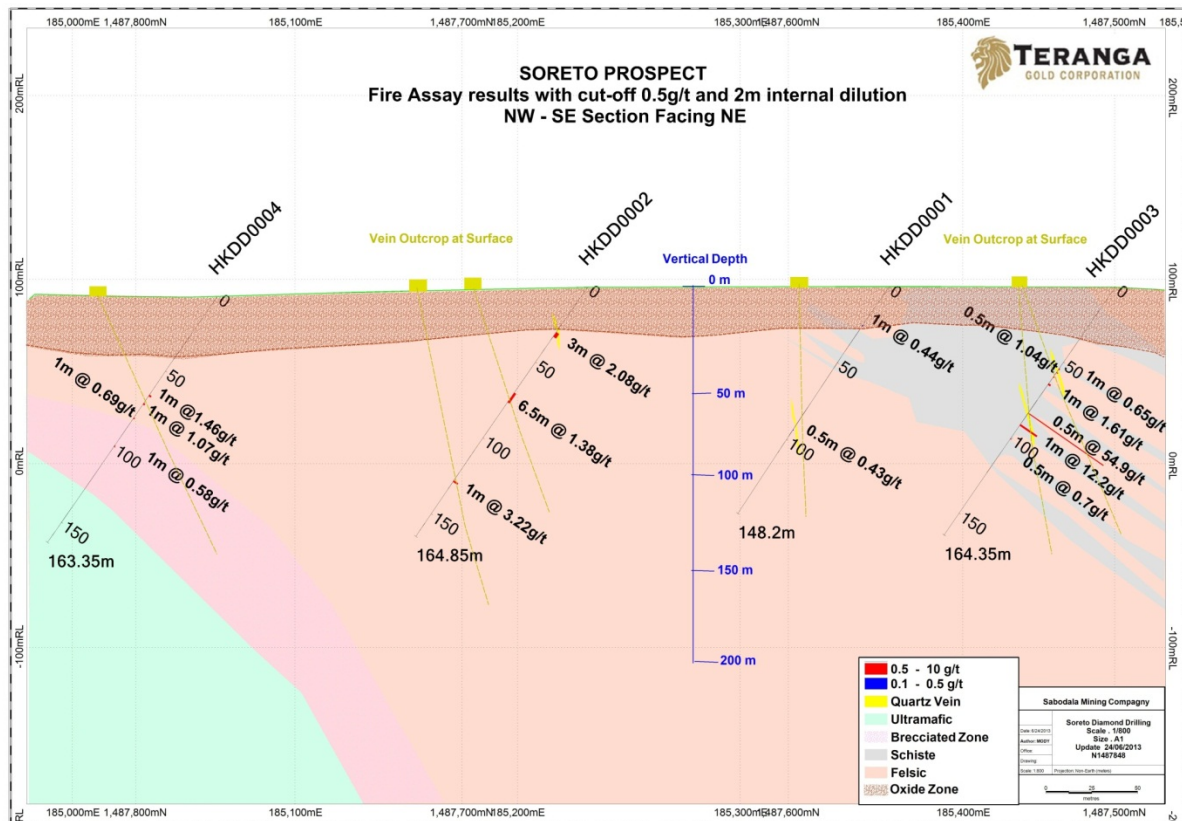 185,000mE 1,487,800mN 185,100mE 1,487,700mN 185,200mE 185,300mE 1,487,600mN 185,400mE 1,487,500mN
TERANGA
GOLD CORPORATION
SORETO PROSPECT
Fire Assay results with cut-off 0.5g/t and 2m internal dilution
NW - SE Section Facing NE
200mRL
200mRL
HKDD0004
HKDD0002
HKDD0001
HKDD0003
Vein Outcrop at Surface
Vein Outcrop at Surface
Vertical Depth
0 m
50 m
100 m
150 m
200 m
100mRL
100mRL
0
50
100
150
163.35m
1m @ 0.69g/t
1m @1.46g/t
1m @ 1.07g/t
1m @ 0.58g/t
0
50
100
150
164.85m
3m @ 2.08g/t
6.5m @ 1.38g/t
1m @ 3.22g/t
0
50
100
148.2m
1m @ 0.44g/t
0.5m @ 0.43g/t
0
50
100
150
164.35m
0.5m @ 1.04g/t
1m @ 0.65g/t
1m @ 1.61g/t
0.5m @ 54.9g/t
1m @ 12.2g/t
0.5m @ 0.7g/t
0mRL
0mRL
-100mRL
-100mRL
0.5 - 10 g/t
0.1 - 0.5 g/t
Quartz Vein
Ultramafic
Brecciated Zone
Schiste
Felsic
Oxide Zone
Sabodala Mining Compagny
Soreto Diamond Drilling
Scale . 1/800
Size . A1
Update 24/06/2013
N1487848
Author: MODY
Office:
Drawing:
Projection: Non-Earth (meters)
metres
185,000mE 1,487,800mN 185,100mE 1,487,700mN 185,200mE 185,300mE 1,487,600mN 185,400mE 1,487,500mN